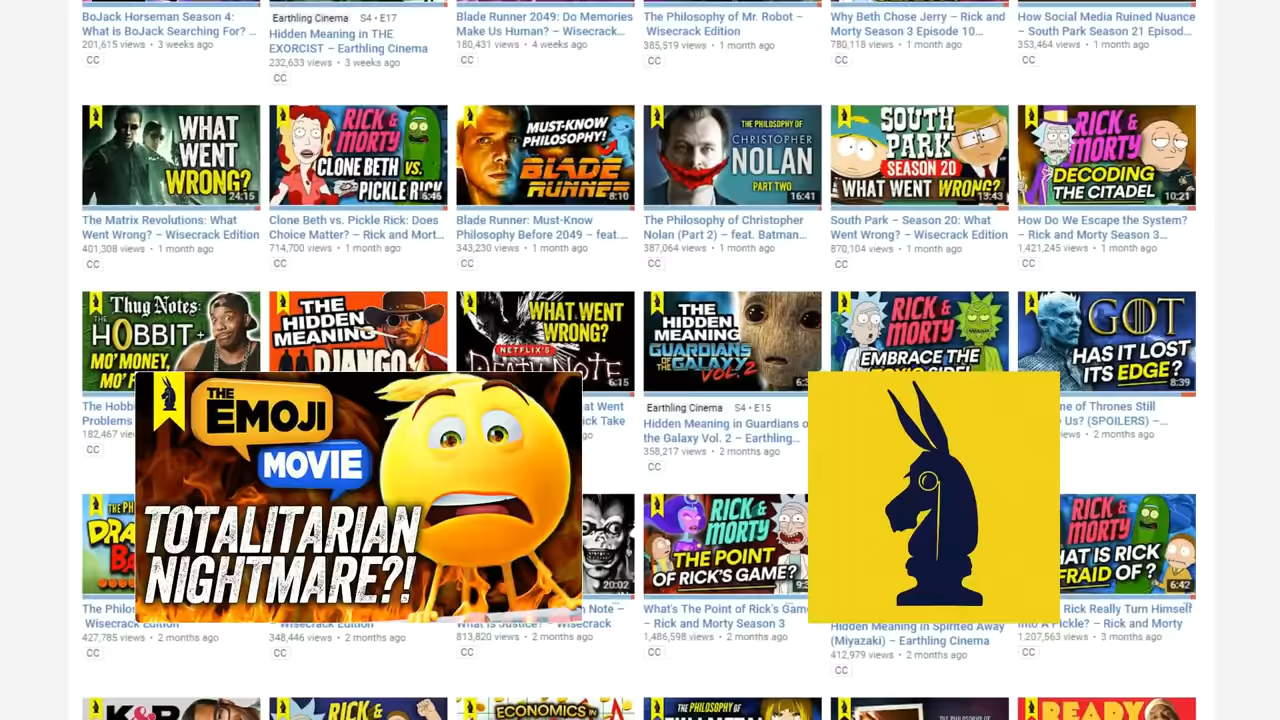 BoJack Horseman Season 4:
What is BoJack Searching For? ...
201,615 views • 3 weeks ago
CC
Earthling Cinema S4 • E17
Hidden Meaning in THE
EXORCIST – Earthling Cinema
232,633 views • 3 weeks ago
CC
Blade Runner 2049: Do Memories
Make Us Human? – Wisecrack...
180,431 views • 4 weeks ago
CC
The Philosophy of Mr. Robot –
Wisecrack Edition
385,519 views • 1 month ago
CC
Why Beth Chose Jerry – Rick and
Morty Season 3 Episode 10...
780,118 views • 1 month ago
CC
How Social Media Ruined Nuance
– South Park Season 21 Episod...
353,464 views • 1 month ago
CC
WHAT
WENT
WRONG?
24:15
The Matrix Revolutions: What
Went Wrong? – Wisecrack Edition
401,308 views • 1 month ago
CC
RICK &
MORTY
CLONE BETH VS.
PICKLE RICK
6:46
Clone Beth vs. Pickle Rick: Does
Choice Matter? – Rick and Mort...
714,700 views • 1 month ago
CC
MUST-KNOW
PHILOSOPHY!
BLADE
RUNNER
8:10
Blade Runner: Must-Know
Philosophy Before 2049 – feat....
343,230 views • 1 month ago
CC
THE PHILOSOPHY OF
CHRISTOPHER
NOLAN
PART TWO
16:41
The Philosophy of Christopher
Nolan (Part 2) – feat. Batman...
387,064 views • 1 month ago
CC
SOUTH
PARK
SEASON 20
WHAT WENT WRONG?
13:43
South Park – Season 20: What
Went Wrong? – Wisecrack Edition
870,104 views • 1 month ago
CC
RICK &
MORTY
DECODING
THE CITADEL
10:21
How Do We Escape the System?
– Rick and Morty Season 3...
1,421,245 views • 1 month ago
CC
Thug Notes:
THE
HOBBIT
MO' MONEY,
The Hobb
Problems
182,467 vie
CC
THE
HIDDEN
MEANING
DJANGO
WHAT WENT
WRONG?
NETFLIX'S
DEATH NOTE
6:15
at Went
ick Take
go
THE
HIDDEN
MEANING
GUARDIANS
OF THE GALAXY
VOL. 2
Earthling Cinema S4 • E15
Hidden Meaning in Guardians o
the Galaxy Vol. 2 – Earthling...
358,217 views • 2 months ago
CC
RICK &
MORTY
EMBRACE THE
TOXIC SIDE!
GOT
HAS IT LOST
ITS EDGE?
8:39
ne of Thrones Still
Us? (SPOILERS) –...
ws • 2 months ago
THE
EMOJI
MOVIE
TOTALITARIAN
NIGHTMARE?!
THE PH
DRA
BA
The Philos
Wisecrack Edition
427,785 views • 2 months ago
CC
Wisecrack Edition
348,446 views • 2 months ago
CC
20:02
n Note –
What is Justice? – Wisecrack
813,820 views • 2 months ago
CC
RICK &
MORTY
THE POINT
OF RICK'S GAME?
What's The Point of Rick's Game
– Rick and Morty Season 3
1,486,598 views • 2 months ago
CC
Hidden Meaning in Spirited Away
(Miyazaki) – Earthling Cinema
412,979 views • 2 months ago
CC
RICK &
MORTY
HAT IS RICK
FRAID OF ?
6:42
Rick Really Turn Himself
Into A Pickle? – Rick and Morty
1,207,563 views • 3 months ago
CC
K&P
RICK &
ECONOMICS IN
THE PHILOSOPHY OF
THE PHILOSOPHY OF
READY